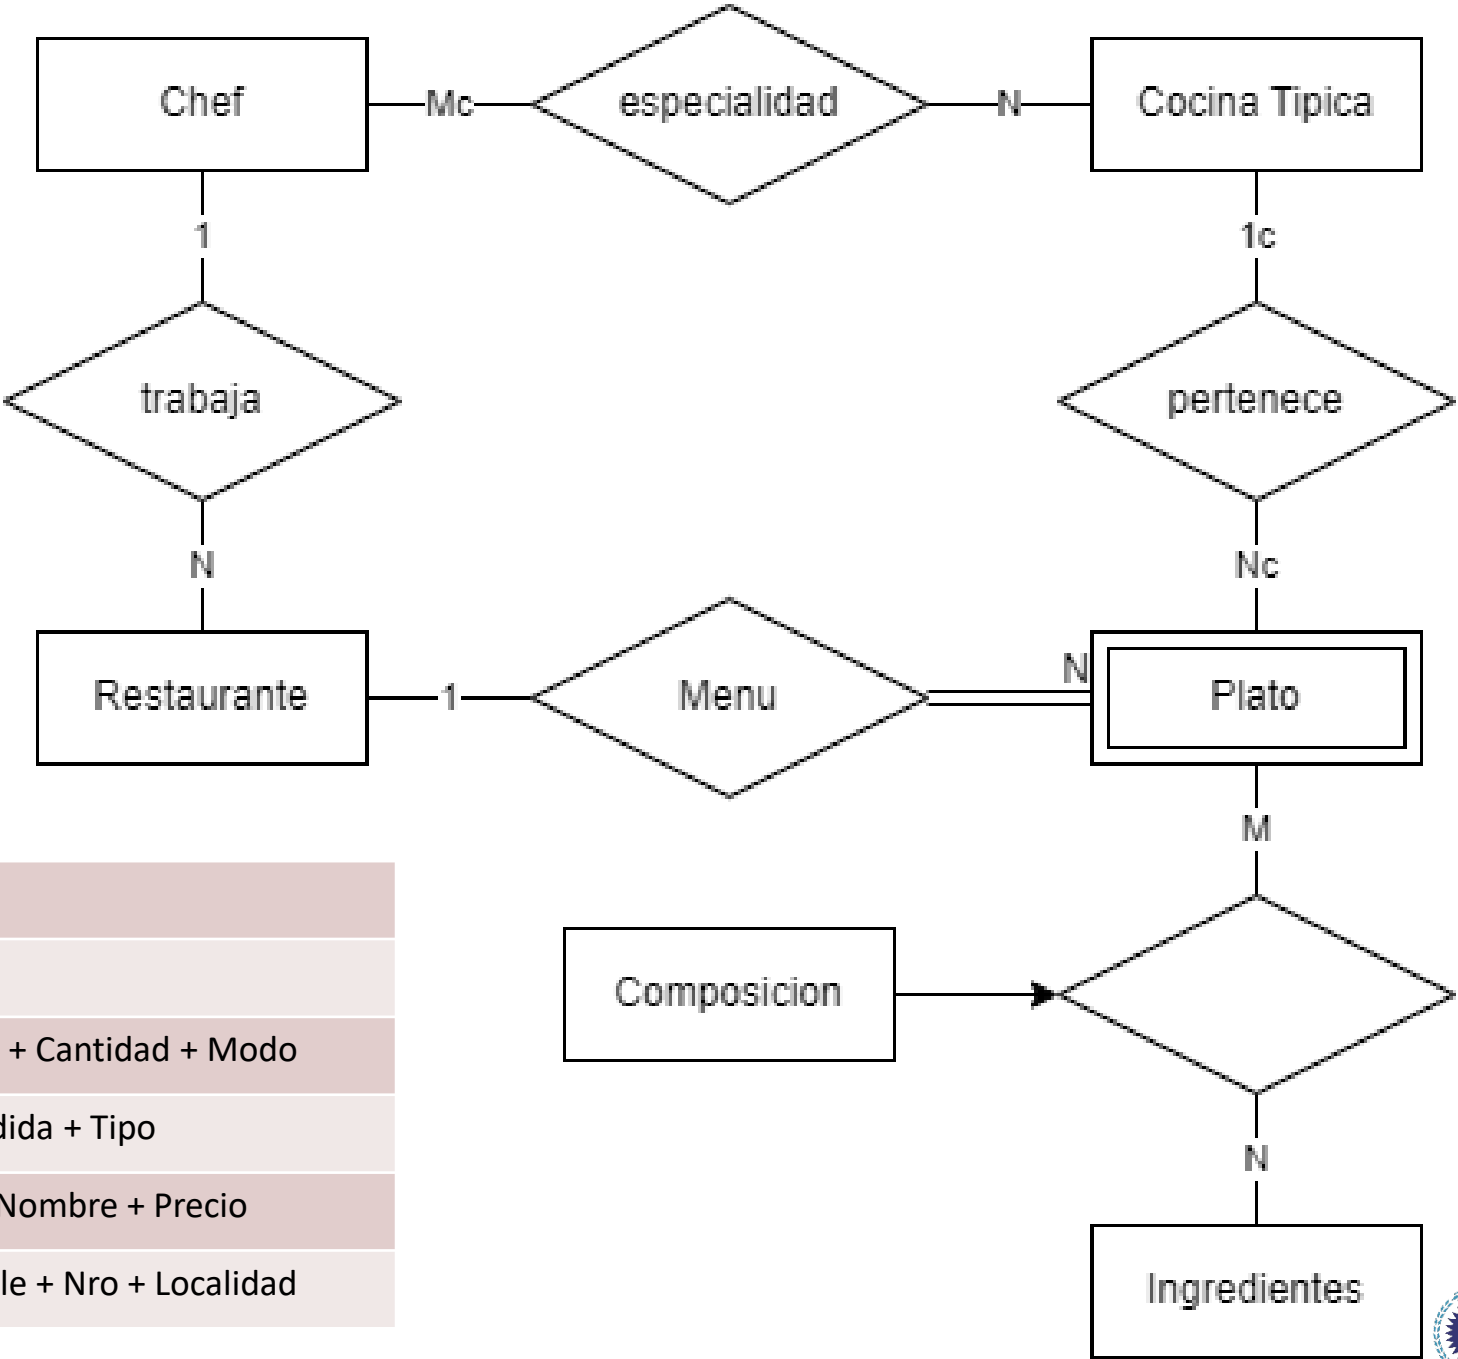 Chef
Mc
especialidad
N
Cocina Tipica
1
1c
trabaja
pertenece
N
Nc
Restaurante
1
Menu
N
Plato
M
Composicion
+ Cantidad + Modo
dida + Tipo
N
Nombre + Precio
le + Nro + Localidad
Ingredientes